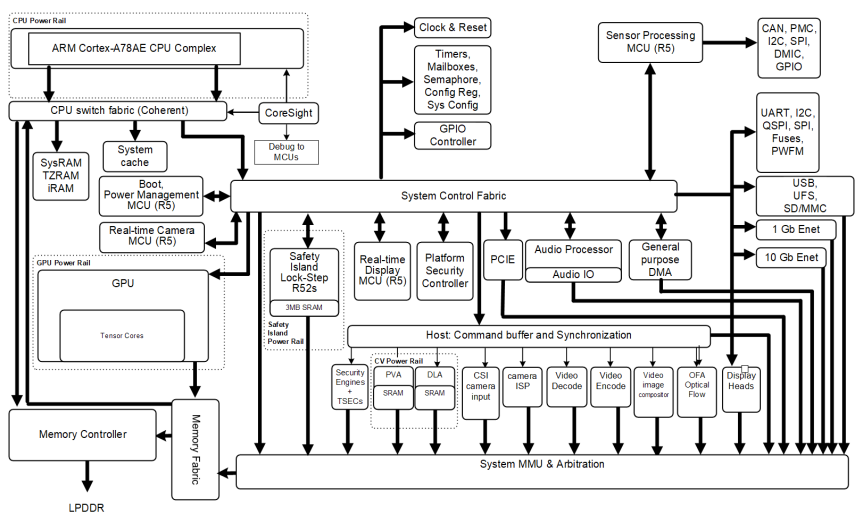 CPU Power Rail
ARM Cortex-A78AE CPU Complex
CPU switch fabric (Coherent)
CoreSight
Debug to
MCUs
SysRAM
TZRAM
iRAM
System
cache
Clock & Reset
Timers,
Mailboxes,
Semaphore,
Config Reg,
Sys Config
GPIO
Controller
Sensor Processing
MCU (R5)
CAN, PMC,
I2C, SPI,
DMIC,
GPIO
UART, I2C,
QSPI, SPI,
Fuses,
PWFM
USB,
UFS,
SD/MMC
1 Gb Enet
10 Gb Enet
Boot,
Power Management
MCU (R5)
System Control Fabric
Real-time Camera
MCU (R5)
GPU Power Rail
GPU
Tensor Cores
Safety
Island
Lock-Step
R52s
3MB SRAM
Safety
Island
Power Rail
Real-time
Display
MCU (R5)
Platform
Security
Controller
PCIE
Audio Processor
Audio IO
General
purpose
DMA
Host: Command buffer and Synchronization
Security
Engines
+
TSECs
CV Power Rail
PVA
SRAM
DLA
SRAM
CSI
camera
input
camera
ISP
Video
Decode
Video
Encode
Video
image
compositor
OFA
Optical
Flow
Display
Heads
Memory Controller
Memory Fabric
System MMU & Arbitration
LPDDR